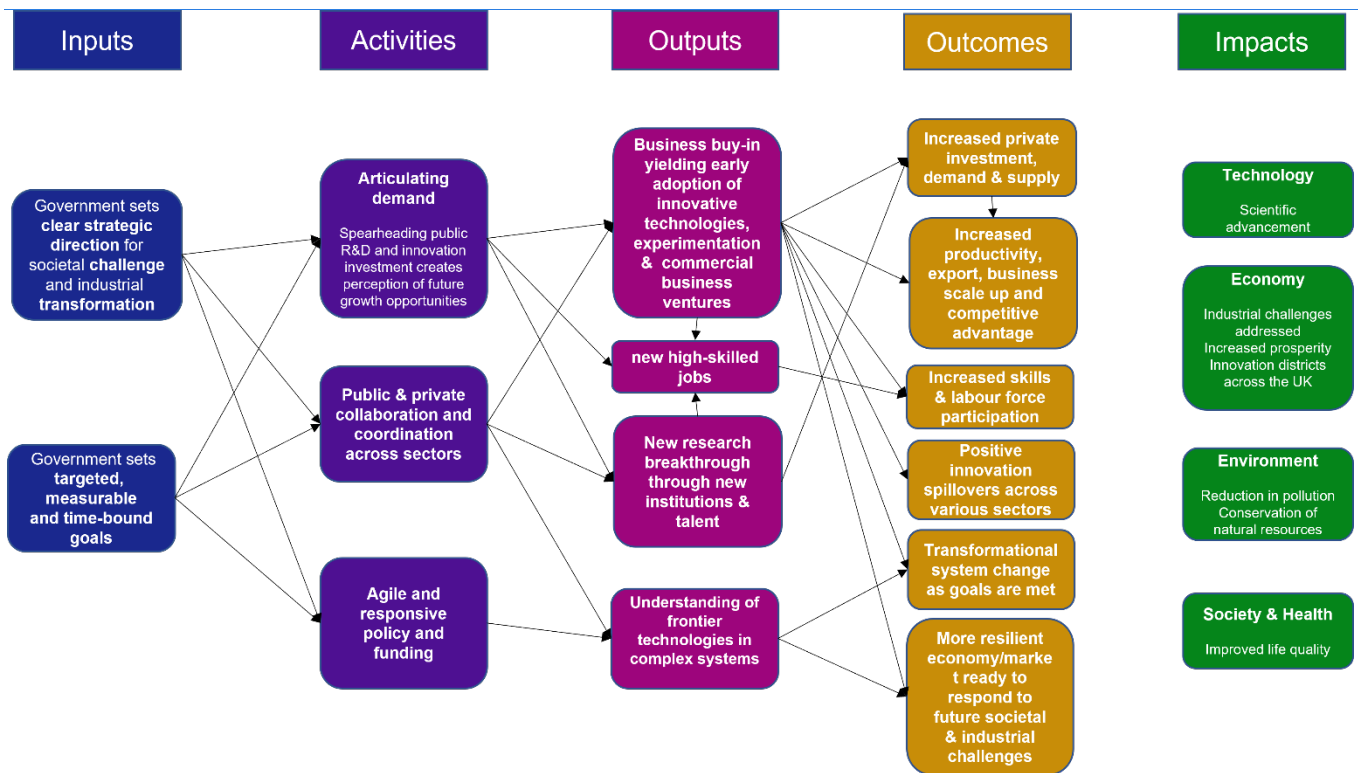 Inputs
Activities
Outputs
Outcomes
Impacts
Government sets
clear strategic
direction for
societal challenge
and industrial
transformation
Government sets
targeted,
measurable
and time-bound
goals
Articulating
demand
Spearheading public
R&D and innovation
investment creates
perception of future
growth opportunities
Public & private
collaboration and
coordination
across sectors
Agile and
responsive
policy and
funding
Business buy-in
yielding early
adoption of
innovative
technologies,
experimentation
& commercial
business
ventures
new high-skilled
jobs
New research
breakthrough
through new
institutions &
talent
Understanding of
frontier
technologies in
complex systems
Increased private
investment,
demand & supply
Increased
productivity,
export, business
scale up and
competitive
advantage
Increased skills
& labour force
participation
Positive
innovation
spillovers across
various sectors
Transformational
system change
as goals are met
More resilient
economy/marke
t ready to
respond to
future societal
& industrial
challenges
Technology
Scientific
advancement
Economy
Industrial challenges
addressed
Increased prosperity
Innovation districts
across the UK
Environment
Reduction in pollution
Conservation of
natural resources
Society & Health
Improved life quality